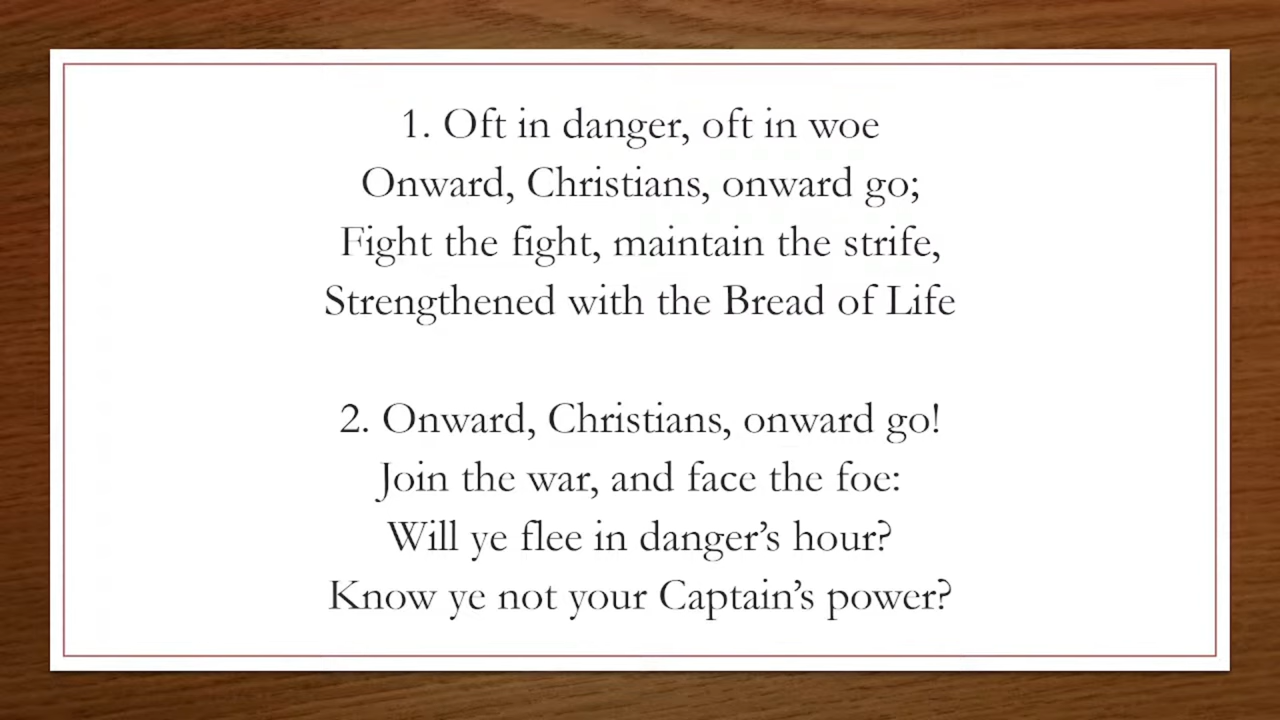 1. Oft in danger, oft in woe
Onward, Christians, onward go;
Fight the fight, maintain the strife,
Strengthened with the Bread of Life
2. Onward, Christians, onward go!
Join the war, and face the foe:
Will ye flee in danger’s hour?
Know ye not your Captain’s power?